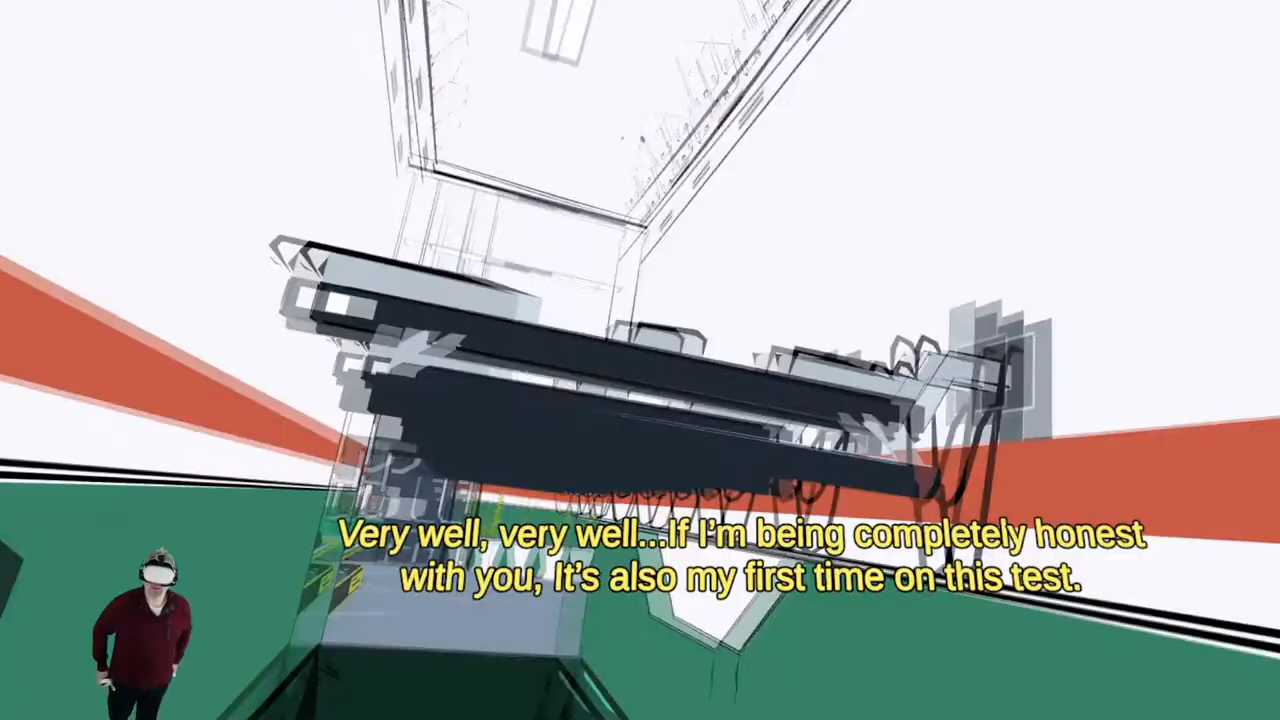 Very well, very well...If I'm being completely honest
with you, It's also my first time on this test.